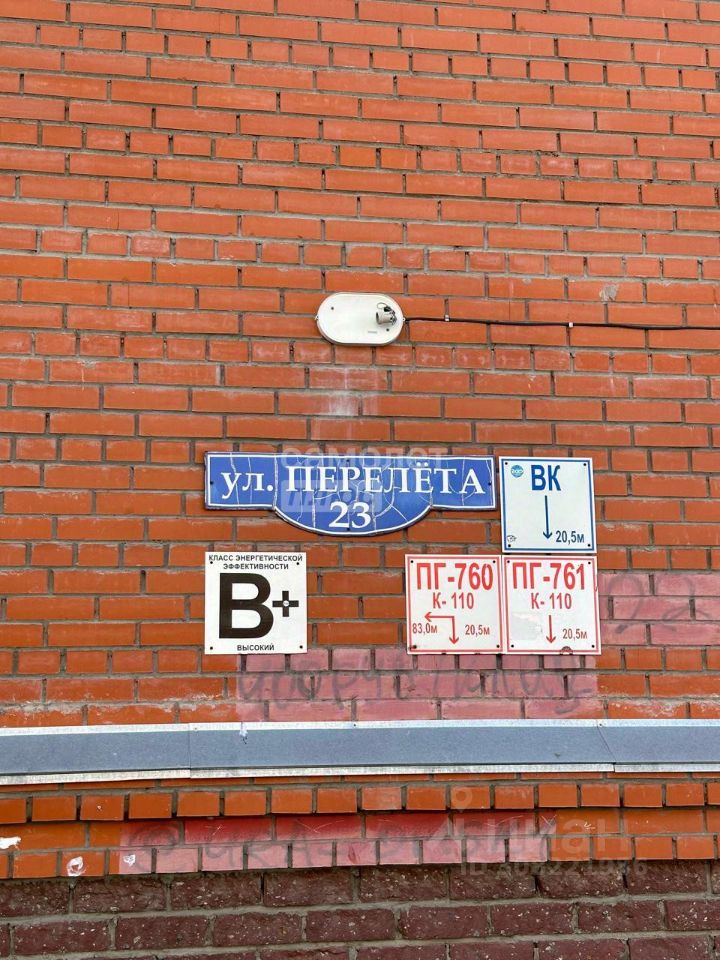 ул. ПЕРЕЛЁТА
23
ВК
20,5м
КЛАСС ЭНЕРГЕТИЧЕСКОЙ
ЭФФЕКТИВНОСТИ
B+
ВЫСОКИЙ
ПГ-760
К- 110
83,0м 20,5м
ПГ-761
К- 110
20,5м
циан